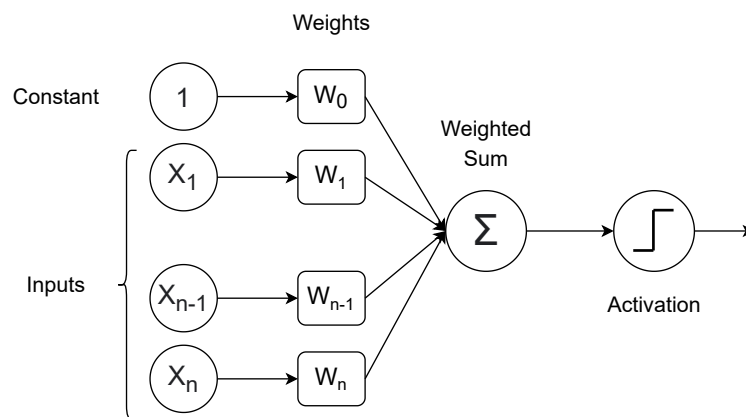 Weights
Constant
1
W0
Weighted
Sum
X1
W1
Σ
Inputs
Xn-1
Wn-1
Activation
Xn
Wn